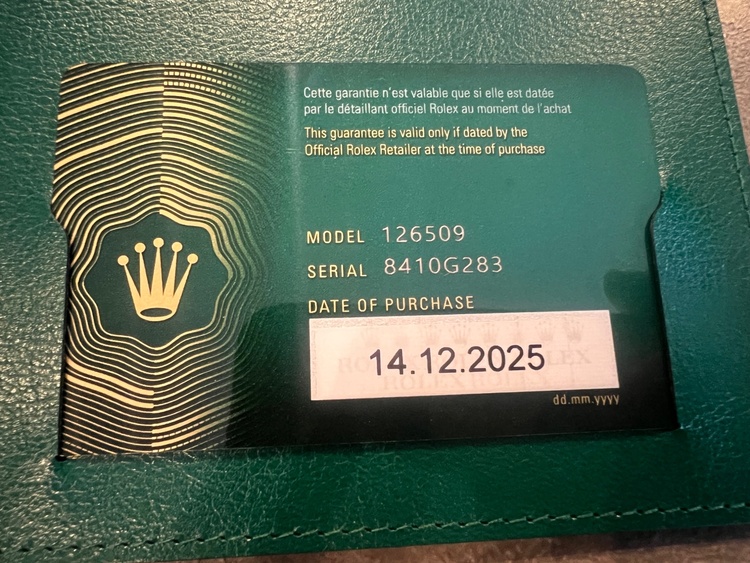 Cette garantie n'est valable que si elle est datée
par le détaillant officiel Rolex au moment de l'achat
This guarantee is valid only if dated by the
Official Rolex Retailer at the time of purchase
MODEL 126509
SERIAL 8410G283
DATE OF PURCHASE
14.12.2025
ROLEX ROLEX
dd.mm.yyyy